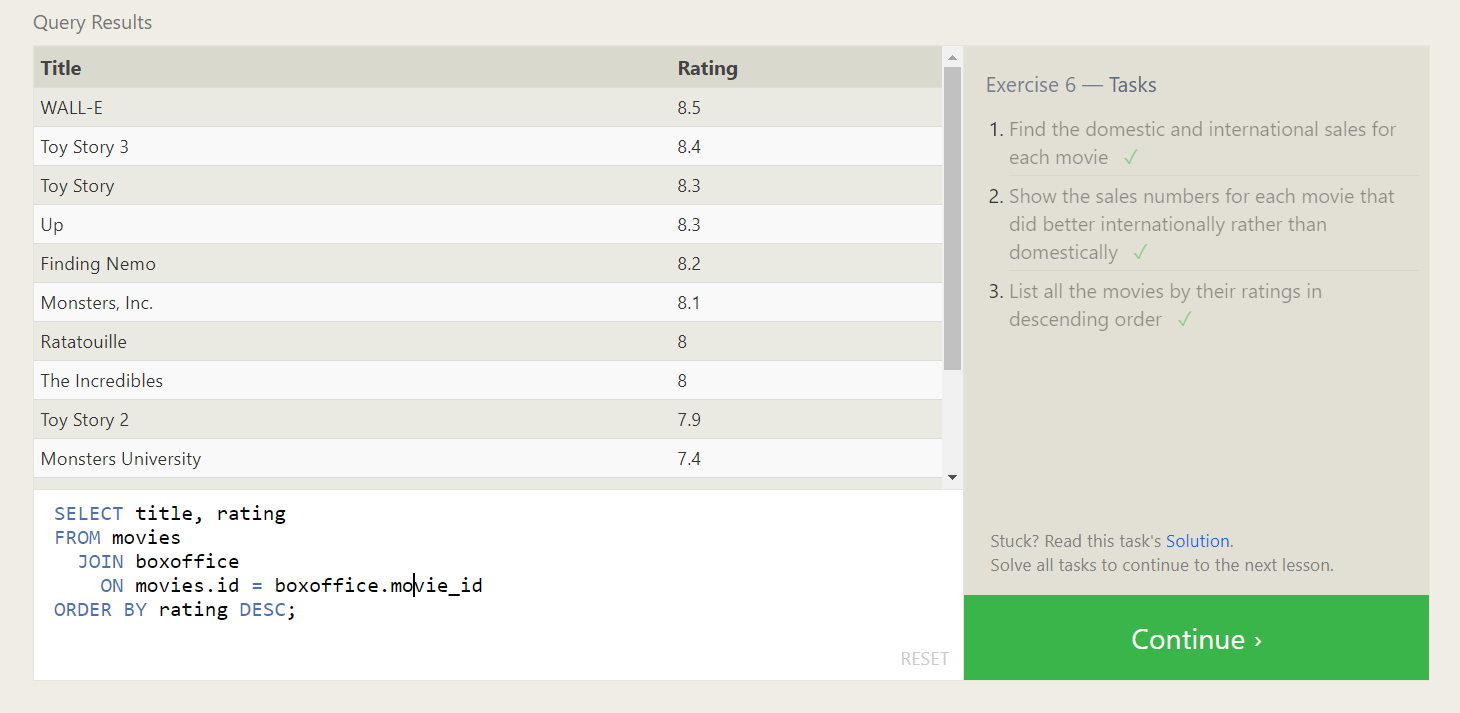 Query Results
Title Rating
WALL-E 8.5
Toy Story 3 8.4
Toy Story 8.3
Up 8.3
Finding Nemo 8.2
Monsters, Inc. 8.1
Ratatouille 8
The Incredibles 8
Toy Story 2 7.9
Monsters University 7.4
SELECT title, rating
FROM movies
JOIN boxoffice
ON movies.id = boxoffice.movie_id
ORDER BY rating DESC;
RESET
Exercise 6 — Tasks
1. Find the domestic and international sales for
each movie ✓
2. Show the sales numbers for each movie that
did better internationally rather than
domestically ✓
3. List all the movies by their ratings in
descending order ✓
Stuck? Read this task's Solution.
Solve all tasks to continue to the next lesson.
Continue ›